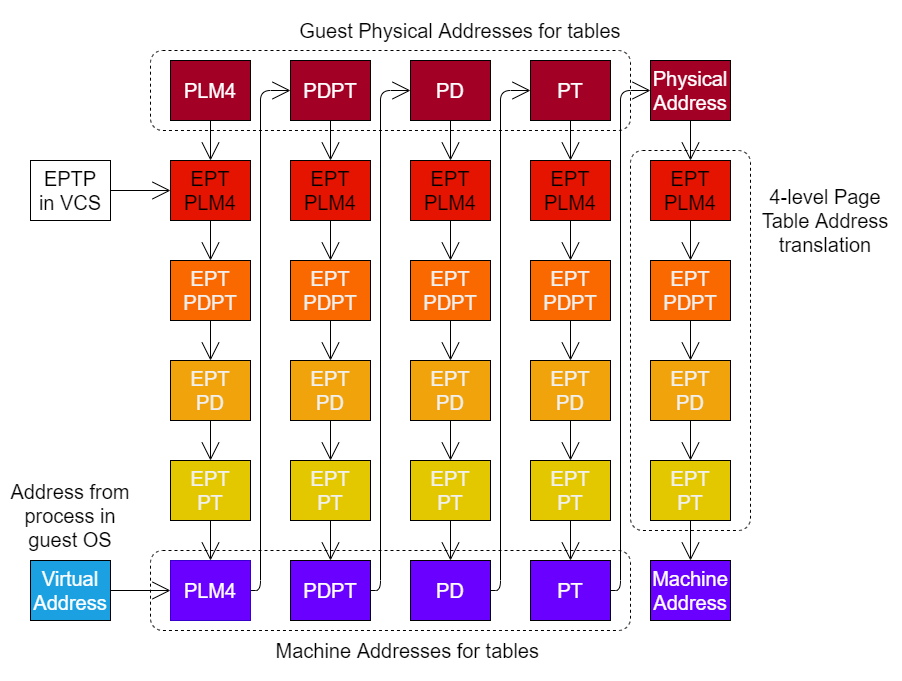 Guest Physical Addresses for tables
PLM4
PDPT
PD
PT
Physical
Address
EPTP
in VCS
EPT
PLM4
EPT
PLM4
EPT
PLM4
EPT
PLM4
EPT
PLM4
4-level Page
Table Address
translation
EPT
PDPT
EPT
PDPT
EPT
PDPT
EPT
PDPT
EPT
PDPT
EPT
PD
EPT
PD
EPT
PD
EPT
PD
EPT
PD
EPT
PT
EPT
PT
EPT
PT
EPT
PT
EPT
PT
Address from
process in
guest OS
Virtual
Address
PLM4
PDPT
PD
PT
Machine
Address
Machine Addresses for tables